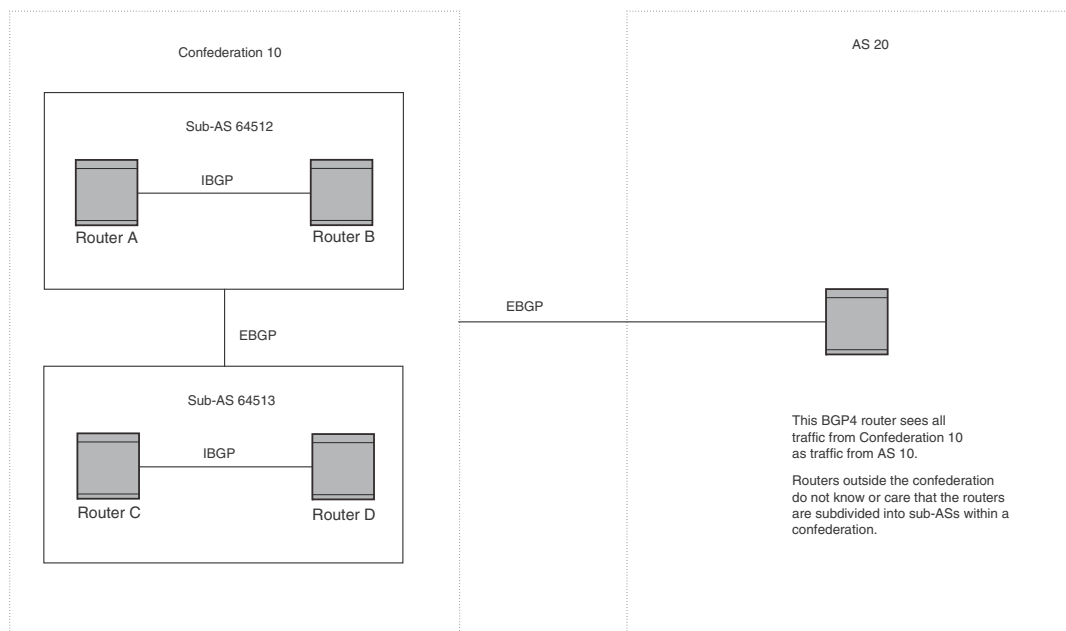 Confederation 10
AS 20
Sub-AS 64512
IBGP
Router A
Router B
EBGP
EBGP
Sub-AS 64513
IBGP
Router C
Router D
This BGP4 router sees all
traffic from Confederation 10
as traffic from AS 10.
Routers outside the confederation
do not know or care that the routers
are subdivided into sub-ASs within a
confederation.